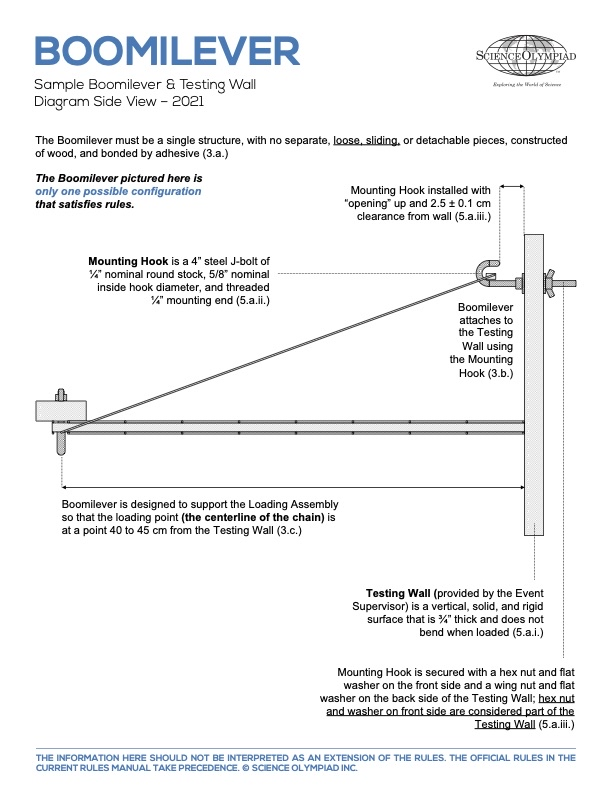 BOOMILEVER
Sample Boomilever & Testing Wall
Diagram Side View – 2021
SCIENCE OLYMPIAD
Exploring the World of Science
The Boomilever must be a single structure, with no separate, loose, sliding, or detachable pieces, constructed
of wood, and bonded by adhesive (3.a.)
The Boomilever pictured here is
only one possible configuration
that satisfies rules.
Mounting Hook installed with
“opening” up and 2.5 ± 0.1 cm
clearance from wall (5.a.iii.)
Mounting Hook is a 4” steel J-bolt of
¼” nominal round stock, 5/8” nominal
inside hook diameter, and threaded
¼” mounting end (5.a.ii.)
Boomilever
attaches to
the Testing
Wall using
the Mounting
Hook (3.b.)
Boomilever is designed to support the Loading Assembly
so that the loading point (the centerline of the chain) is
at a point 40 to 45 cm from the Testing Wall (3.c.)
Testing Wall (provided by the Event
Supervisor) is a vertical, solid, and rigid
surface that is ¾” thick and does not
bend when loaded (5.a.i.)
Mounting Hook is secured with a hex nut and flat
washer on the front side and a wing nut and flat
washer on the back side of the Testing Wall; hex nut
and washer on front side are considered part of the
Testing Wall (5.a.iii.)
THE INFORMATION HERE SHOULD NOT BE INTERPRETED AS AN EXTENSION OF THE RULES. THE OFFICIAL RULES IN THE
CURRENT RULES MANUAL TAKE PRECEDENCE. © SCIENCE OLYMPIAD INC.